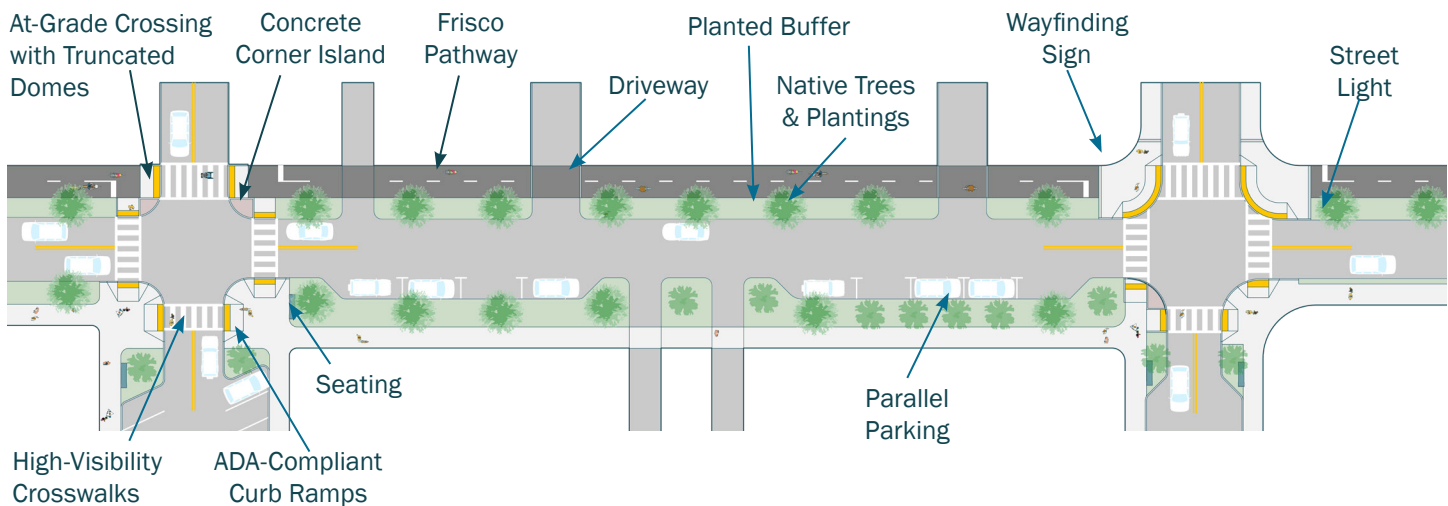 At-Grade Crossing
with Truncated
Domes
Concrete
Corner Island
Frisco
Pathway
Driveway
Planted Buffer
Native Trees
& Plantings
Wayfinding
Sign
Street
Light
Seating
Parallel
Parking
High-Visibility
Crosswalks
ADA-Compliant
Curb Ramps